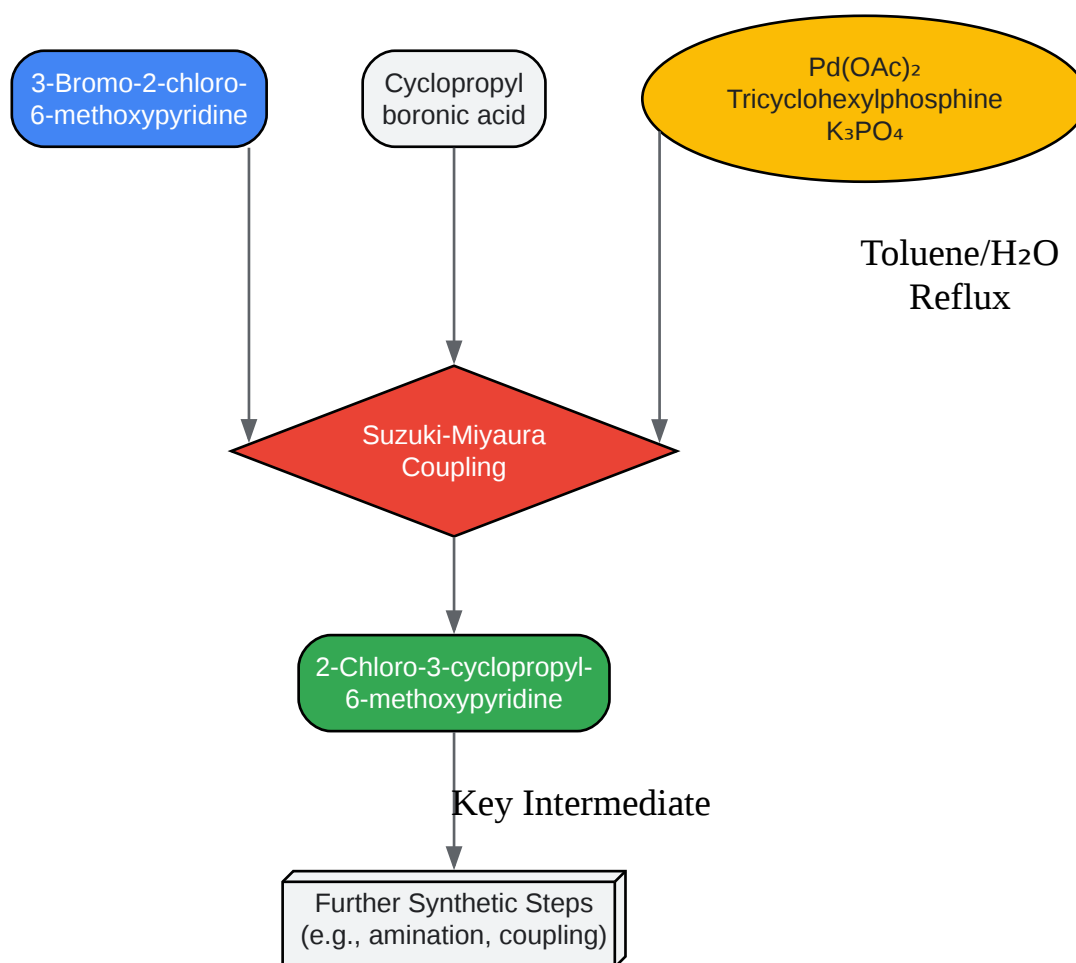 3-Bromo-2-chloro-
6-methoxypyridine
Cyclopropyl
boronic acid
Pd(OAc)₂
Tricyclohexylphosphine
K₃PO₄
Toluene/H₂O
Reflux
Suzuki-Miyaura
Coupling
2-Chloro-3-cyclopropyl-
6-methoxypyridine
Key Intermediate
Further Synthetic Steps
(e.g., amination, coupling)